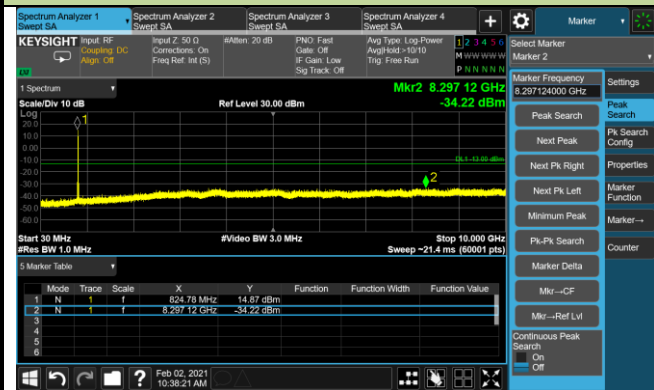 Spectrum Analyzer 1
Swept SA
Spectrum Analyzer 2
Swept SA
Spectrum Analyzer 3
Swept SA
Spectrum Analyzer 4
Swept SA
+
Marker
KEYSIGHT
Input: RF
Coupling: DC
Align: Off
Input Z: 50 Ω
Corrections: On
Freq Ref: Int (S)
#Atten: 20 dB
PNO: Fast
Gate: Off
IF Gain: Low
Sig Track: Off
Avg Type: Log-Power
Avg|Hold:>10/10
Trig: Free Run
1 2 3 4 5 6
M W W W W W
P N N N N N
LXI
Select Marker
Marker 2
1 Spectrum
Mkr2 8.297 12 GHz
-34.22 dBm
Scale/Div 10 dB
Ref Level 30.00 dBm
Log
20.0
10.0
0.00
-10.0
-20.0
-30.0
-40.0
-50.0
-60.0
1
DL1 -13.00 dBm
2
Start 30 MHz
#Res BW 1.0 MHz
#Video BW 3.0 MHz
Stop 10.000 GHz
Sweep ~21.4 ms (60001 pts)
5 Marker Table
Mode Trace Scale X Y Function Function Width Function Value
1 N 1 f 824.78 MHz 14.87 dBm
2 N 1 f 8.297 12 GHz -34.22 dBm
3
4
5
6
Marker Frequency
8.297124000 GHz
Peak Search
Next Peak
Next Pk Right
Next Pk Left
Minimum Peak
Pk-Pk Search
Marker Delta
Mkr→CF
Mkr→Ref Lvl
Continuous Peak
Search
On
Off
Settings
Peak
Search
Pk Search
Config
Properties
Marker
Function
Marker→
Counter
?
Feb 02, 2021
10:38:21 AM